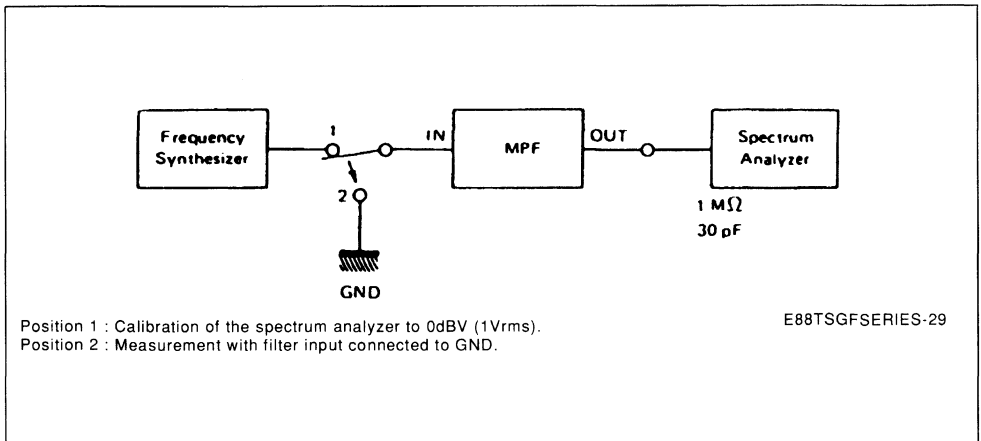 Frequency
Synthesizer
1
2
GND
IN
MPF
OUT
Spectrum
Analyzer
1 MΩ
30 pF
Position 1 : Calibration of the spectrum analyzer to 0dBV (1Vrms).
Position 2 : Measurement with filter input connected to GND.
E88TSGFSERIES-29